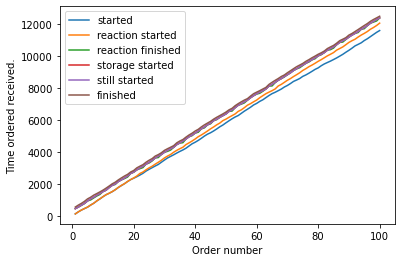 started
reaction started
reaction finished
storage started
still started
finished
12000
10000
8000
6000
4000
2000
0
Time ordered received.
0 20 40 60 80 100
Order number